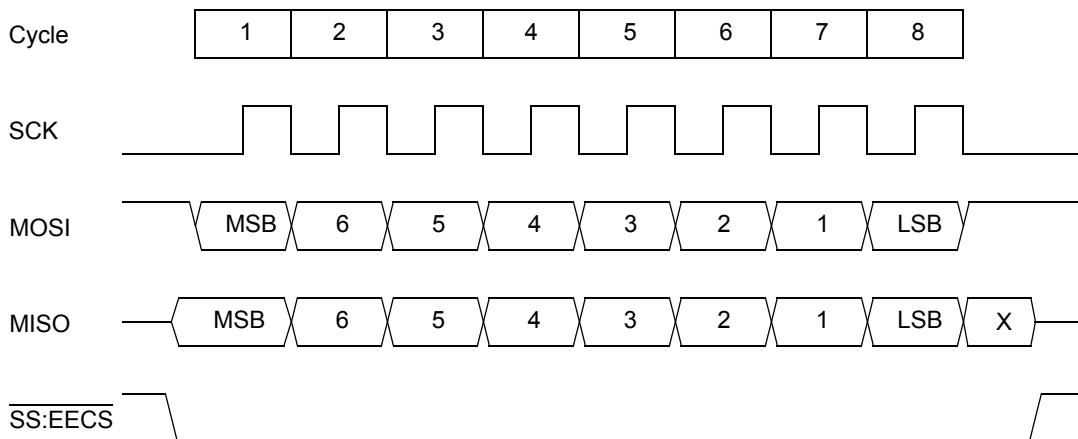 Cycle 1 2 3 4 5 6 7 8
SCK
MOSI MSB 6 5 4 3 2 1 LSB
MISO MSB 6 5 4 3 2 1 LSB X
SS:EECS